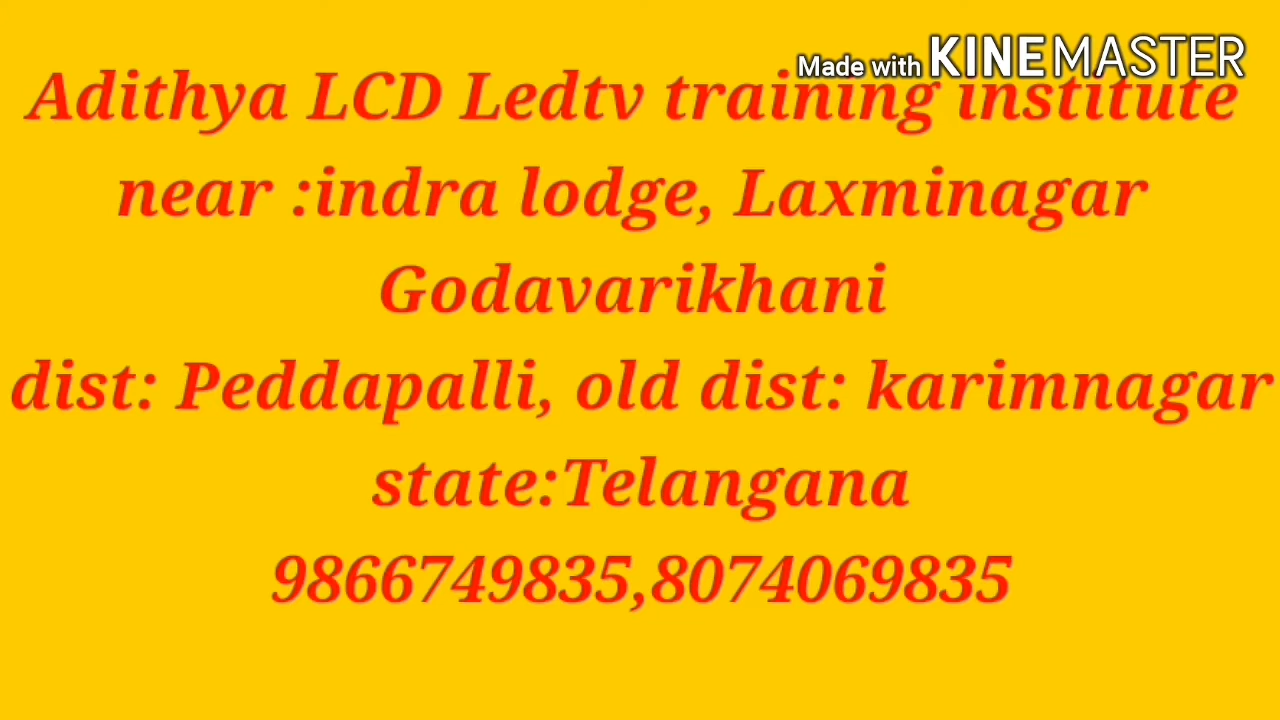 Made with KINEMASTER
Adithya LCD Ledtv training institute
near :indra lodge, Laxminagar
Godavarikhani
dist: Peddapalli, old dist: karimnagar
state:Telangana
9866749835,8074069835